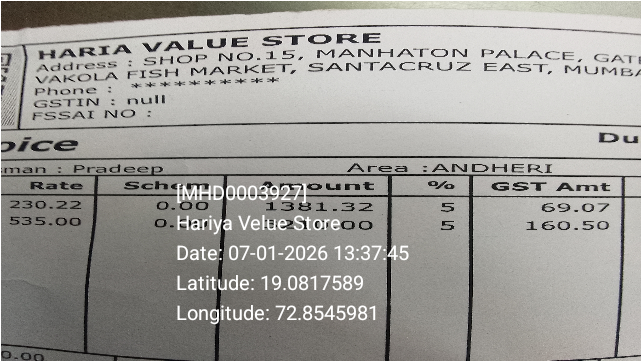 HARIA VALUE STORE
Address : SHOP NO.15, MANHATON PALACE, GATE
VAKOLA FISH MARKET, SANTACRUZ EAST, MUMBA
Phone : **********
GSTIN : null
FSSAI NO :
oice Du
man : Pradeep Area :ANDHERI
Rate Amount % GST Amt
230.22 0.00 1381.32 5 69.07
535.00 5 160.50
0.00
[MHD0003927]
Hariya Velue Store
Date: 07-01-2026 13:37:45
Latitude: 19.0817589
Longitude: 72.8545981